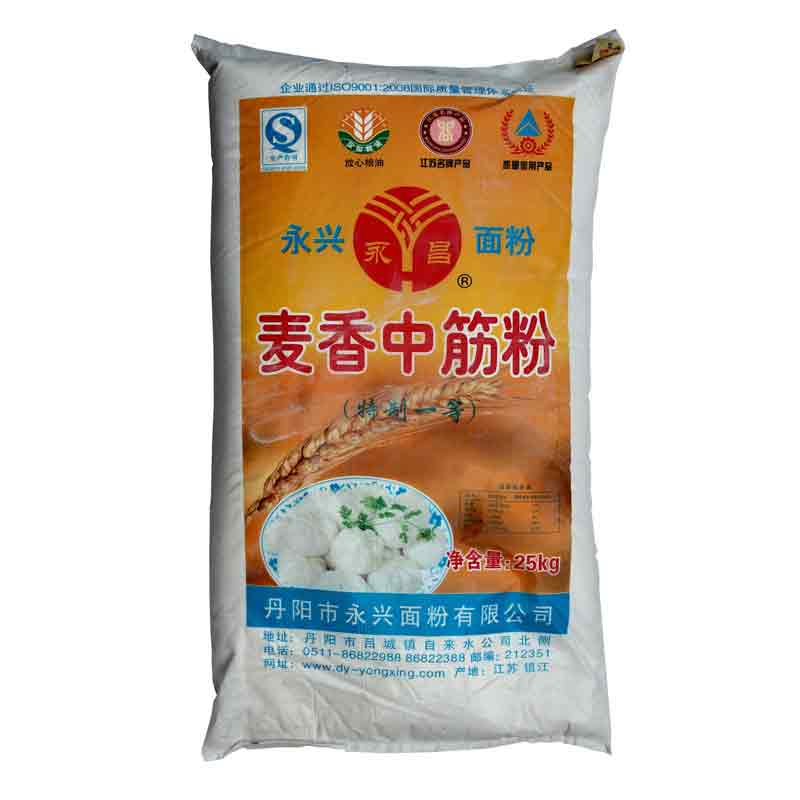 企业通过ISO9001:2008国际质量管理体系认证
放心粮油
江苏名牌产品
质量信用产品
永兴
永昌
面粉
®
麦香中筋粉
(特制一等)
净含量:25kg
丹阳市永兴面粉有限公司
地址: 丹阳市吕城镇自来水公司北侧
电话: 0511-86822988 86822388 邮编: 212351
网址: www.dy-yongxing.com 产地: 江苏 镇江